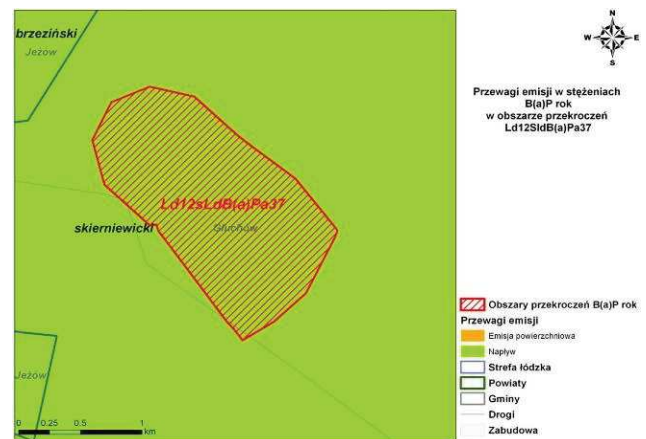 brzeziński
Jeżów
Ld12sLdB(a)Pa37
Głuchów
skierniewicki
Jeżów
0 0.25 0.5 1
km
N
W E
S
Przewagi emisji w stężeniach
B(a)P rok
w obszarze przekroczeń
Ld12SldB(a)Pa37
Obszary przekroczeń B(a)P rok
Przewagi emisji
Emisja powierzchniowa
Napływ
Strefa łódzka
Powiaty
Gminy
Drogi
Zabudowa